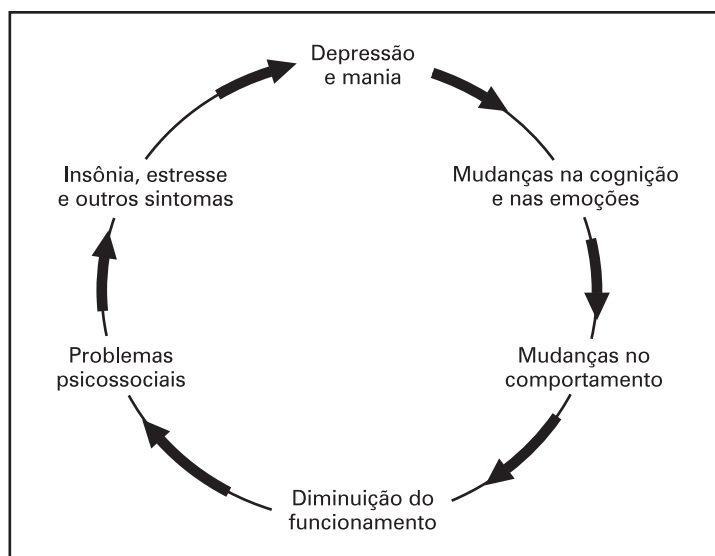 Depressão
e mania
Mudanças na cognição
e nas emoções
Mudanças no
comportamento
Diminuição do
funcionamento
Problemas
psicossociais
Insônia, estresse
e outros sintomas